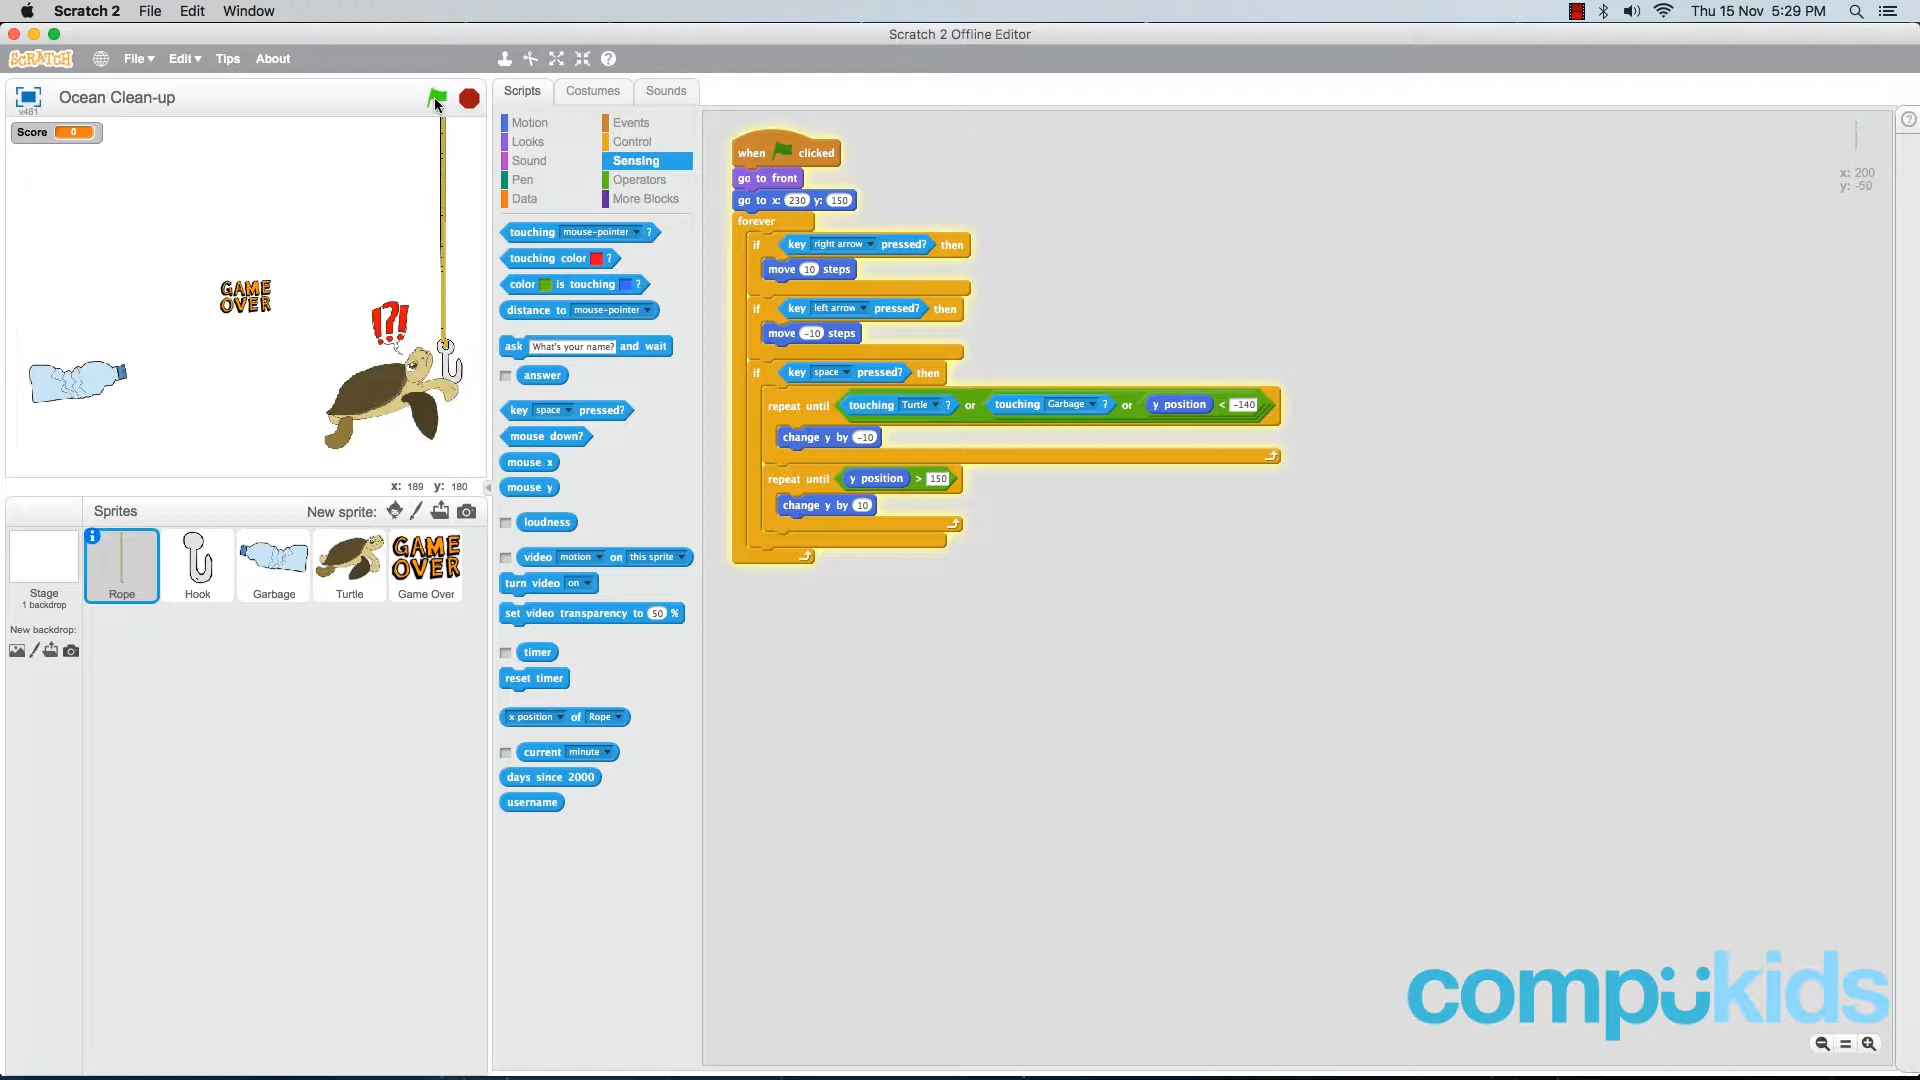 Scratch 2 File Edit Window
Thu 15 Nov 5:29 PM
Scratch 2 Offline Editor
SCRATCH File Edit Tips About
v461
Ocean Clean-up
Score 0
GAME OVER
!?!
x: 189 y: 180
Scripts Costumes Sounds
Motion Events
Looks Control
Sound Sensing
Pen Operators
Data More Blocks
touching mouse-pointer ?
touching color ?
color is touching ?
distance to mouse-pointer
ask What's your name? and wait
answer
key space pressed?
mouse down?
mouse x
mouse y
loudness
video motion on this sprite
turn video on
set video transparency to 50 %
timer
reset timer
x position of Rope
current minute
days since 2000
username
when clicked
go to front
go to x: 230 y: 150
forever
if key right arrow pressed? then
move 10 steps
if key left arrow pressed? then
move -10 steps
if key space pressed? then
repeat until touching Turtle ? or touching Garbage ? or y position < -140
change y by -10
repeat until y position > 150
change y by 10
x: 200
y: -50
Sprites New sprite:
Stage
1 backdrop
New backdrop:
Rope
Hook
Garbage
Turtle
GAME OVER
Game Over
compükids